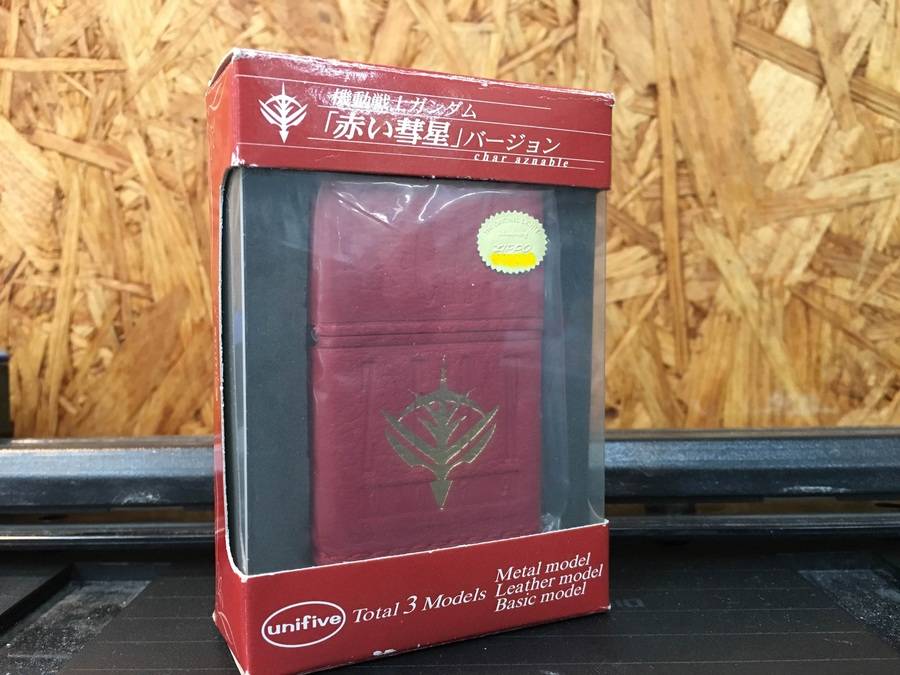 機動戦士ガンダム
「赤い彗星」バージョン
char aznable
unifive
Total 3 Models
Metal model
Leather model
Basic model